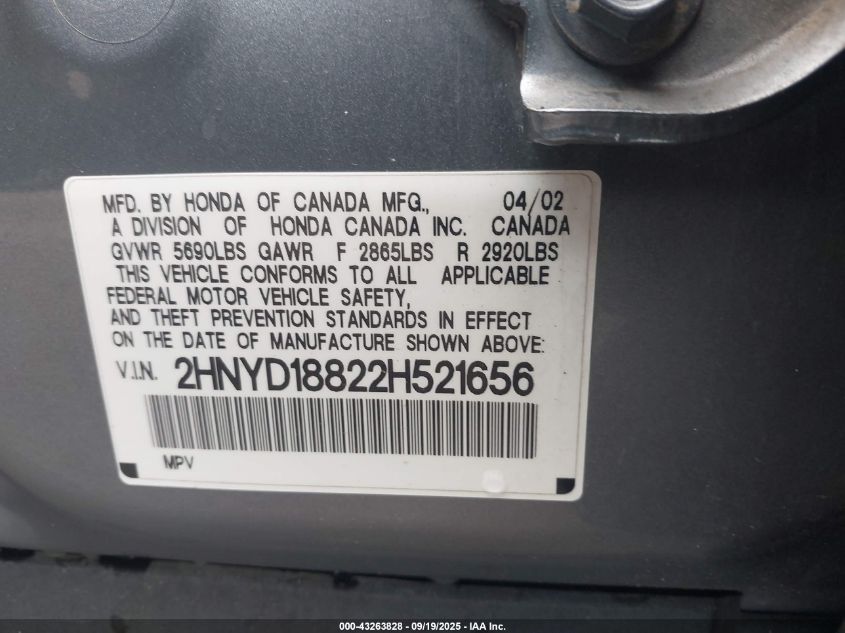 MFD. BY HONDA OF CANADA MFG., 04/02
A DIVISION OF HONDA CANADA INC. CANADA
GVWR 5690LBS GAWR F 2865LBS R 2920LBS
THIS VEHICLE CONFORMS TO ALL APPLICABLE
FEDERAL MOTOR VEHICLE SAFETY,
AND THEFT PREVENTION STANDARDS IN EFFECT
ON THE DATE OF MANUFACTURE SHOWN ABOVE:
V.I.N. 2HNYD18822H521656
MPV
000-43263828 - 09/19/2025 - IAA Inc.